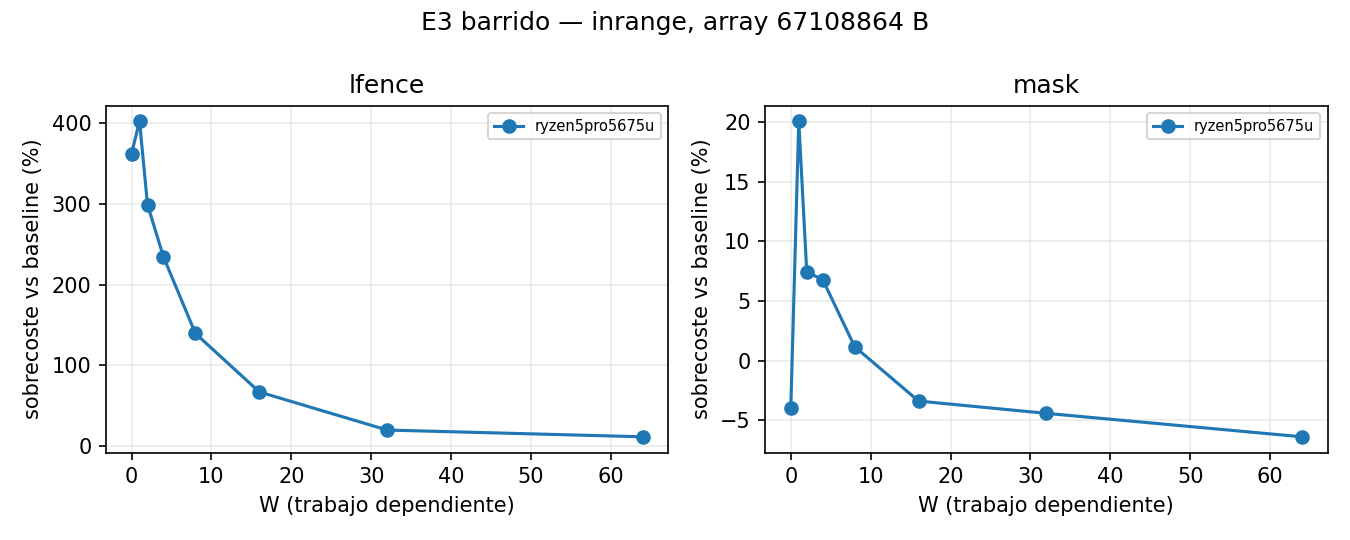 E3 barrido — inrange, array 67108864 B
lfence
sobrecoste vs baseline (%)
400
300
200
100
0
ryzen5pro5675u
0 10 20 30 40 50 60
W (trabajo dependiente)
mask
sobrecoste vs baseline (%)
20
15
10
5
0
−5
ryzen5pro5675u
0 10 20 30 40 50 60
W (trabajo dependiente)